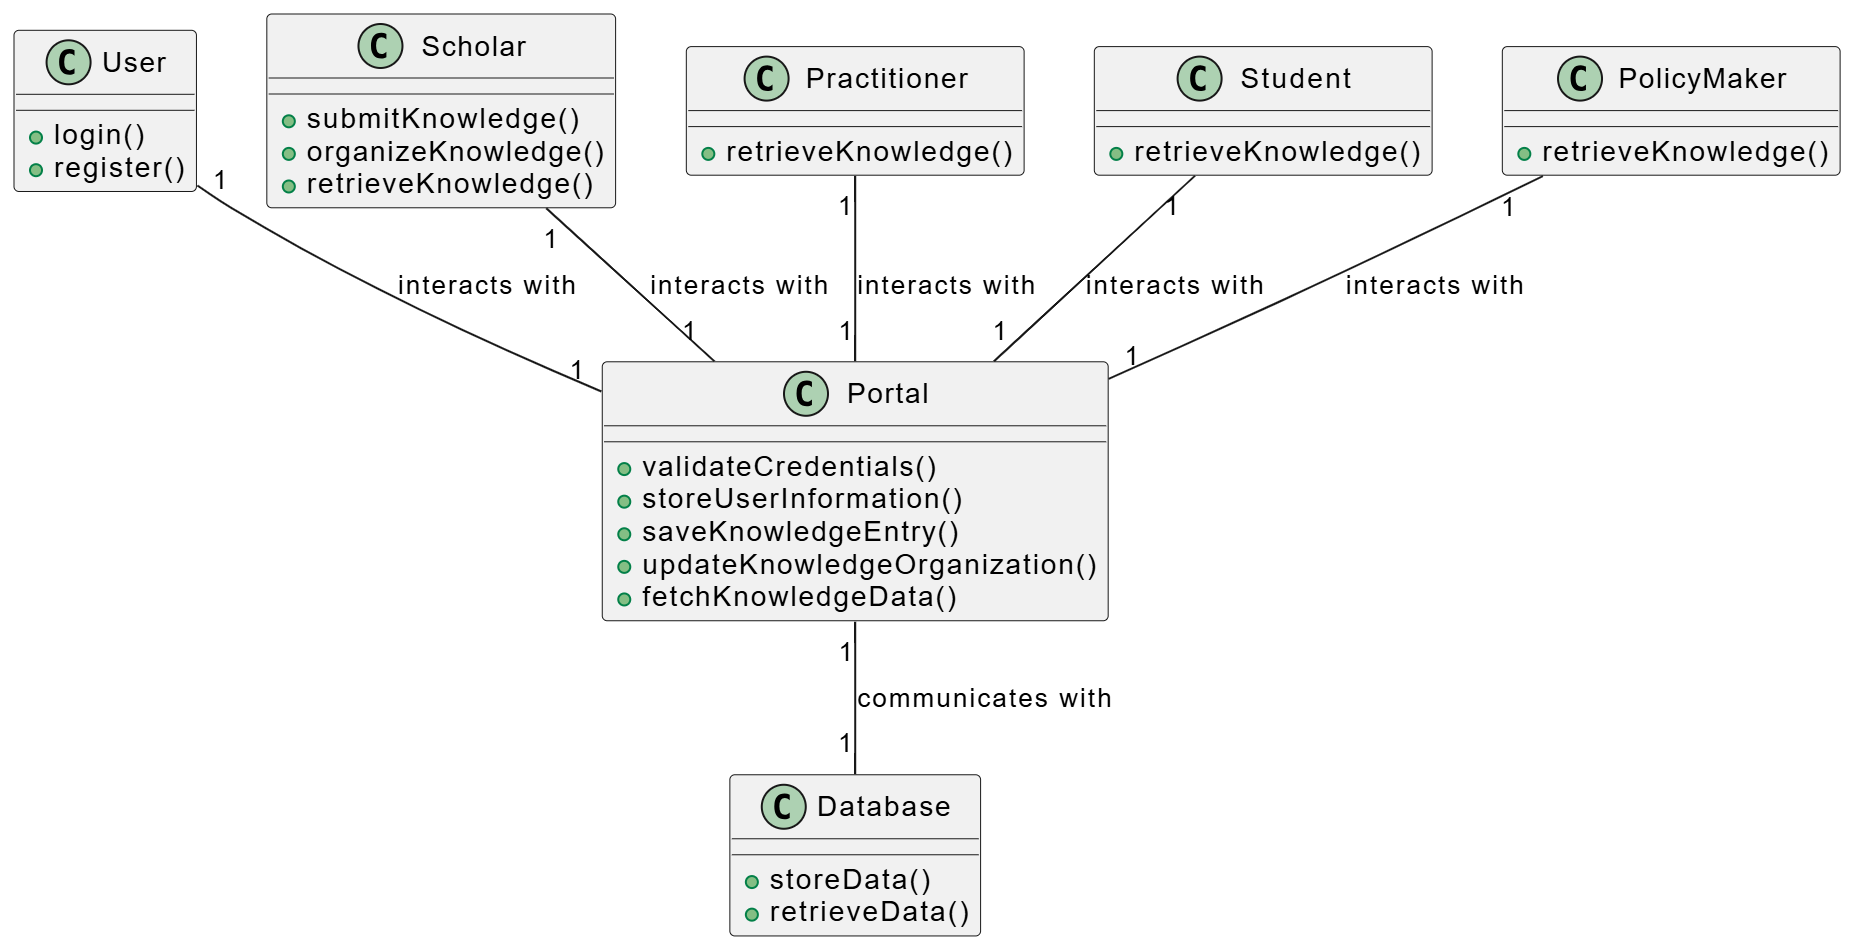 C User
login()
register()
C Scholar
submitKnowledge()
organizeKnowledge()
retrieveKnowledge()
C Practitioner
retrieveKnowledge()
C Student
retrieveKnowledge()
C PolicyMaker
retrieveKnowledge()
1
1
1
1
1
interacts with
interacts with
interacts with
interacts with
interacts with
1
1
1
1
1
C Portal
validateCredentials()
storeUserInformation()
saveKnowledgeEntry()
updateKnowledgeOrganization()
fetchKnowledgeData()
1
communicates with
1
C Database
storeData()
retrieveData()